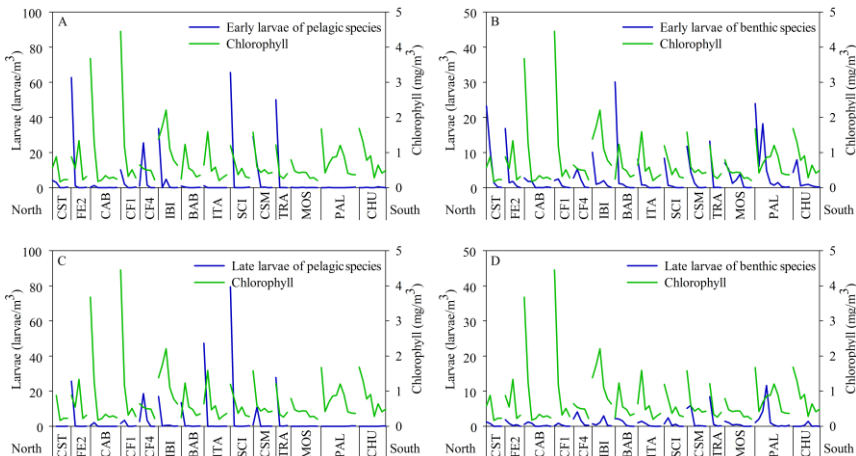 A
Early larvae of pelagic species
Chlorophyll
Larvae (larvae/m³)
100
80
60
40
20
0
5
4
3
2
1
0
Chlorophyll (mg/m³)
North
CST
FE2
CAB
CF1
CF4
IBI
BAB
ITA
SCI
CSM
TRA
MOS
PAL
CHU
South
B
Early larvae of benthic species
Chlorophyll
Larvae (larvae/m³)
50
40
30
20
10
0
5
4
3
2
1
0
Chlorophyll (mg/m³)
North
CST
FE2
CAB
CF1
CF4
IBI
BAB
ITA
SCI
CSM
TRA
MOS
PAL
CHU
South
C
Late larvae of pelagic species
Chlorophyll
Larvae (larvae/m³)
100
80
60
40
20
0
5
4
3
2
1
0
Chlorophyll (mg/m³)
North
CST
FE2
CAB
CF1
CF4
IBI
BAB
ITA
SCI
CSM
TRA
MOS
PAL
CHU
South
D
Late larvae of benthic species
Chlorophyll
Larvae (larvae/m³)
50
40
30
20
10
0
5
4
3
2
1
0
Chlorophyll (mg/m³)
North
CST
FE2
CAB
CF1
CF4
IBI
BAB
ITA
SCI
CSM
TRA
MOS
PAL
CHU
South